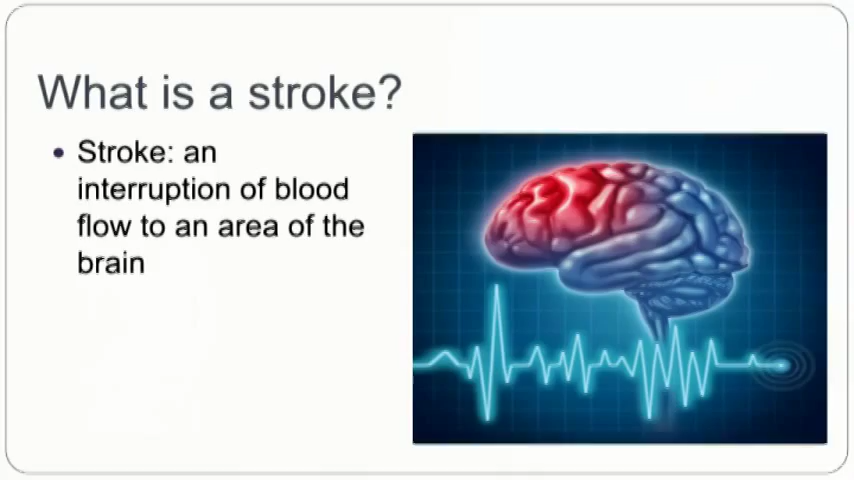 What is a stroke?
• Stroke: an
interruption of blood
flow to an area of the
brain